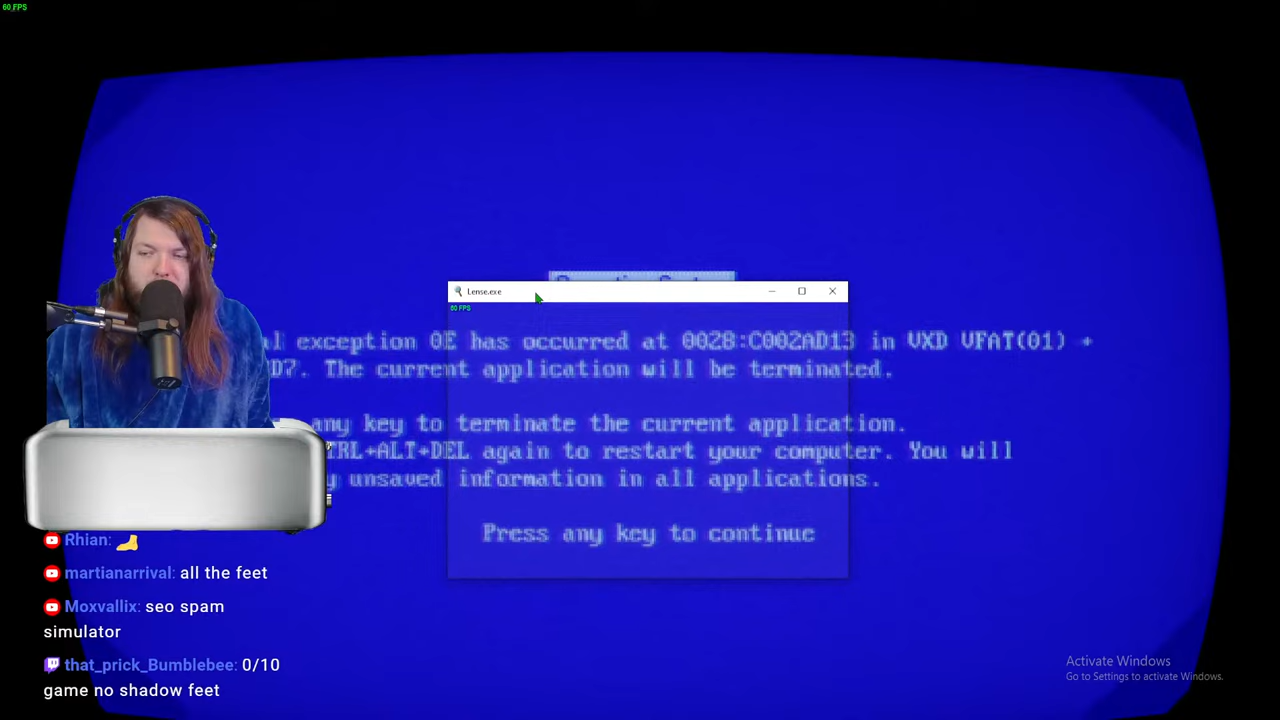 60 FPS
Lense.exe
60 FPS
exception 0E has occurred at 0028:C002AD13 in VXD VFAT(01) +
D7. The current application will be terminated.
any key to terminate the current application.
CTRL+ALT+DEL again to restart your computer. You will
unsaved information in all applications.
Press any key to continue
Rhian:
martianarrival: all the feet
Moxvallix: seo spam
simulator
that_prick_Bumblebee: 0/10
game no shadow feet
Activate Windows
Go to Settings to activate Windows.